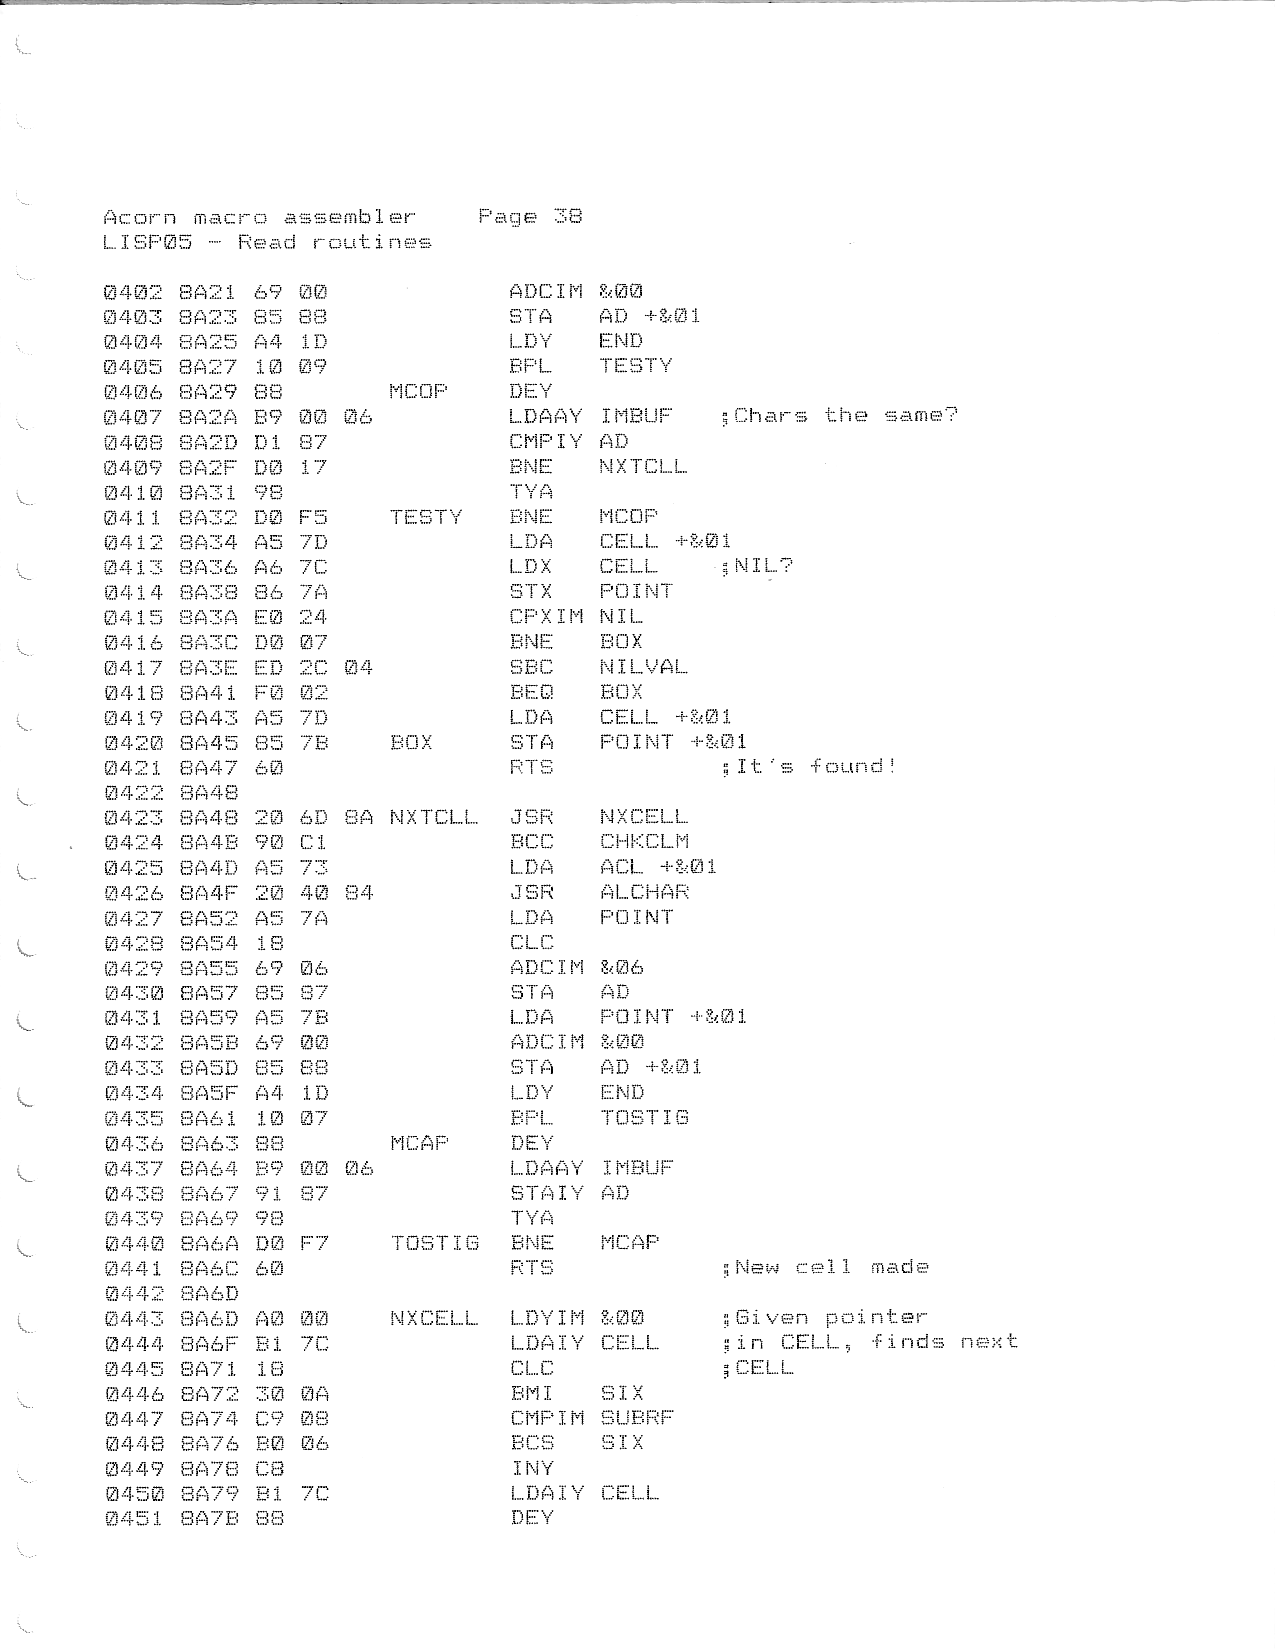 Acorn macro assembler    Page 38
LISP05 - Read routines
0402 8A21 69 00            ADCIM &00
0403 8A23 85 88            STA   AD +&01
0404 8A25 A4 1D            LDY   END
0405 8A27 10 09            BPL   TESTY
0406 8A29 88       MCOP    DEY
0407 8A2A B9 00 06         LDAAY IMBUF   ;Chars the same?
0408 8A2D D1 87            CMPIY AD
0409 8A2F D0 17            BNE   NXTCLL
0410 8A31 98               TYA
0411 8A32 D0 F5    TESTY   BNE   MCOP
0412 8A34 A5 7D            LDA   CELL +&01
0413 8A36 A6 7C            LDX   CELL    ;NIL?
0414 8A38 86 7A            STX   POINT
0415 8A3A E0 24            CPXIM NIL
0416 8A3C D0 07            BNE   BOX
0417 8A3E ED 2C 04         SBC   NILVAL
0418 8A41 F0 02            BEQ   BOX
0419 8A43 A5 7D            LDA   CELL +&01
0420 8A45 85 7B    BOX     STA   POINT +&01
0421 8A47 60               RTS           ;It's found!
0422 8A48
0423 8A48 20 6D 8A NXTCLL  JSR   NXCELL
0424 8A4B 90 C1            BCC   CHKCLM
0425 8A4D A5 73            LDA   ACL +&01
0426 8A4F 20 40 84         JSR   ALCHAR
0427 8A52 A5 7A            LDA   POINT
0428 8A54 18               CLC
0429 8A55 69 06            ADCIM &06
0430 8A57 85 87            STA   AD
0431 8A59 A5 7B            LDA   POINT +&01
0432 8A5B 69 00            ADCIM &00
0433 8A5D 85 88            STA   AD +&01
0434 8A5F A4 1D            LDY   END
0435 8A61 10 07            BPL   TOSTIG
0436 8A63 88       MCAP    DEY
0437 8A64 B9 00 06         LDAAY IMBUF
0438 8A67 91 87            STAIY AD
0439 8A69 98               TYA
0440 8A6A D0 F7    TOSTIG  BNE   MCAP
0441 8A6C 60               RTS           ;New cell made
0442 8A6D
0443 8A6D A0 00    NXCELL  LDYIM &00     ;Given pointer
0444 8A6F B1 7C            LDAIY CELL    ;in CELL, finds next
0445 8A71 18               CLC           ;CELL
0446 8A72 30 0A            BMI   SIX
0447 8A74 C9 08            CMPIM SUBRF
0448 8A76 B0 06            BCS   SIX
0449 8A78 C8               INY
0450 8A79 B1 7C            LDAIY CELL
0451 8A7B 88               DEY